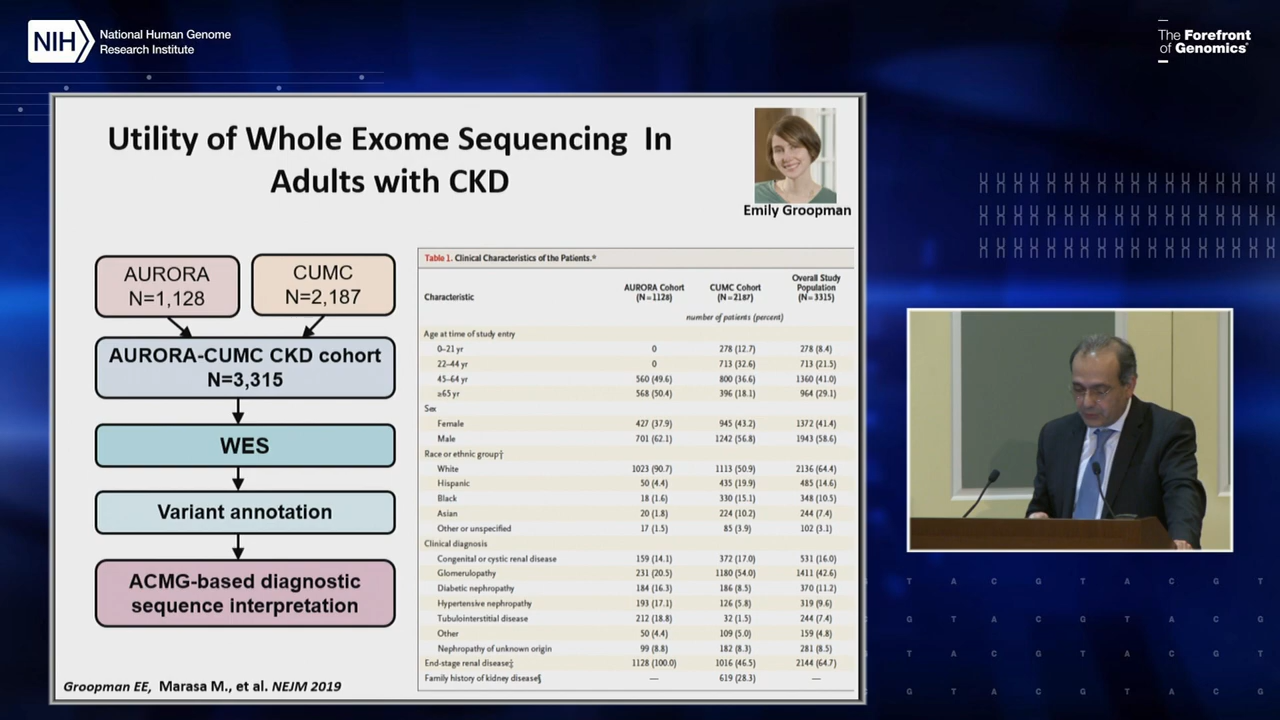 NIH
National Human Genome
Research Institute
The Forefront
of Genomics®
Utility of Whole Exome Sequencing In
Adults with CKD
Emily Groopman
AURORA
N=1,128
CUMC
N=2,187
AURORA-CUMC CKD cohort
N=3,315
WES
Variant annotation
ACMG-based diagnostic
sequence interpretation
Groopman EE, Marasa M., et al. NEJM 2019
Table 1. Clinical Characteristics of the Patients.*
Characteristic AURORA Cohort (N=1128) CUMC Cohort (N=2187) Overall Study Population (N=3315)
number of patients (percent)
Age at time of study entry
0–21 yr 0 278 (12.7) 278 (8.4)
22–44 yr 0 713 (32.6) 713 (21.5)
45–64 yr 560 (49.6) 800 (36.6) 1360 (41.0)
≥65 yr 568 (50.4) 396 (18.1) 964 (29.1)
Sex
Female 427 (37.9) 945 (43.2) 1372 (41.4)
Male 701 (62.1) 1242 (56.8) 1943 (58.6)
Race or ethnic group†
White 1023 (90.7) 1113 (50.9) 2136 (64.4)
Hispanic 50 (4.4) 435 (19.9) 485 (14.6)
Black 18 (1.6) 330 (15.1) 348 (10.5)
Asian 20 (1.8) 224 (10.2) 244 (7.4)
Other or unspecified 17 (1.5) 85 (3.9) 102 (3.1)
Clinical diagnosis
Congenital or cystic renal disease 159 (14.1) 372 (17.0) 531 (16.0)
Glomerulopathy 231 (20.5) 1180 (54.0) 1411 (42.6)
Diabetic nephropathy 184 (16.3) 186 (8.5) 370 (11.2)
Hypertensive nephropathy 193 (17.1) 126 (5.8) 319 (9.6)
Tubulointerstitial disease 212 (18.8) 32 (1.5) 244 (7.4)
Other 50 (4.4) 109 (5.0) 159 (4.8)
Nephropathy of unknown origin 99 (8.8) 182 (8.3) 281 (8.5)
End-stage renal disease‡ 1128 (100.0) 1016 (46.5) 2144 (64.7)
Family history of kidney disease§ — 619 (28.3) —
T A C G T A C G T
T A C G T A C G
T A C G T A C G
T A C G T A C G T